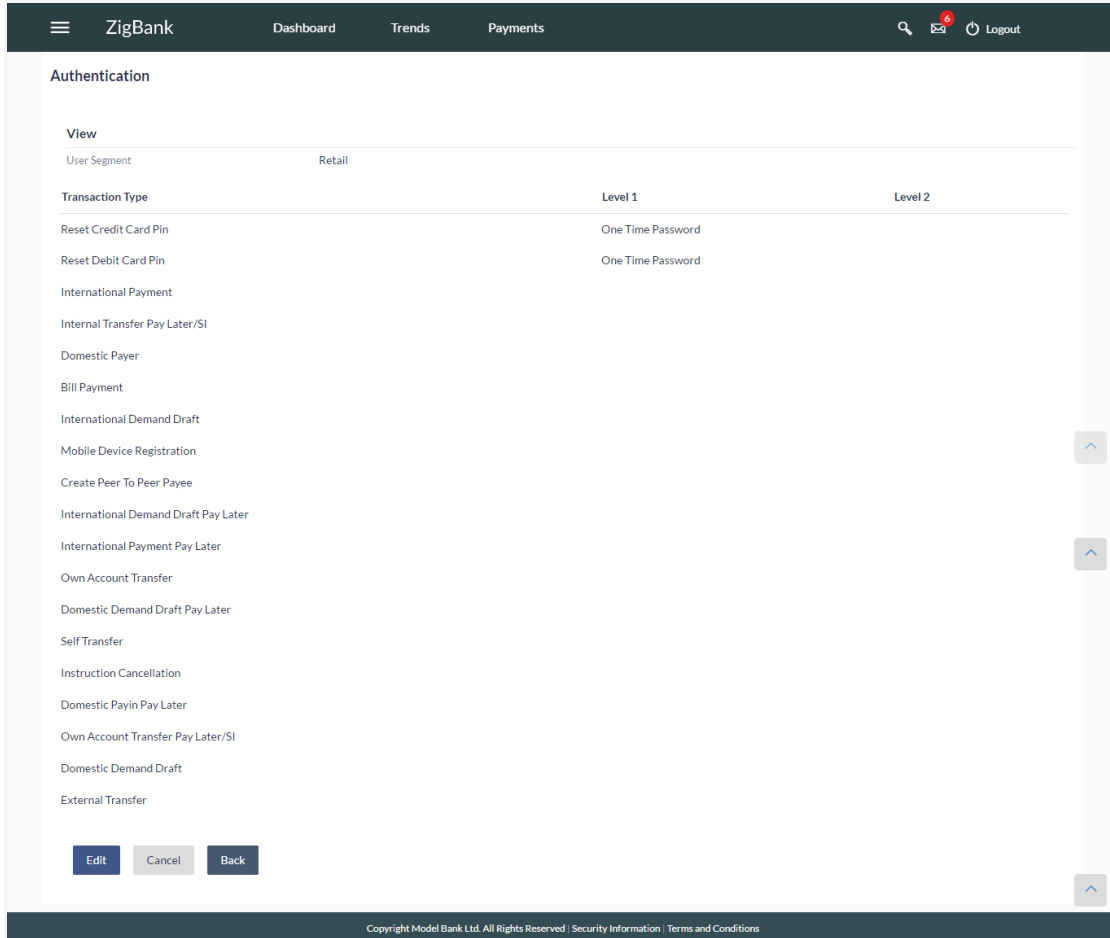 ZigBank Dashboard Trends Payments 6 Logout
Authentication
View
User Segment Retail
Transaction Type Level 1 Level 2
Reset Credit Card Pin One Time Password
Reset Debit Card Pin One Time Password
International Payment
Internal Transfer Pay Later/SI
Domestic Payer
Bill Payment
International Demand Draft
Mobile Device Registration
Create Peer To Peer Payee
International Demand Draft Pay Later
International Payment Pay Later
Own Account Transfer
Domestic Demand Draft Pay Later
Self Transfer
Instruction Cancellation
Domestic Payin Pay Later
Own Account Transfer Pay Later/SI
Domestic Demand Draft
External Transfer
Edit Cancel Back
Copyright Model Bank Ltd. All Rights Reserved | Security Information | Terms and Conditions